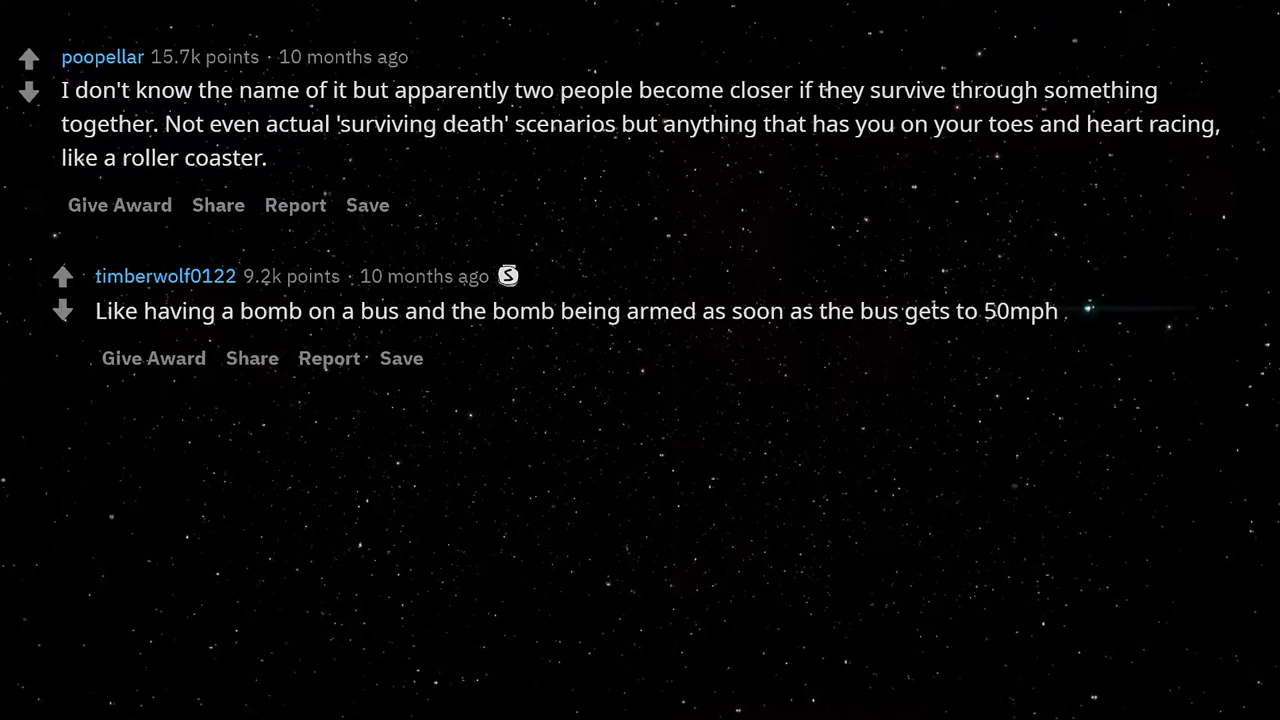 poopellar 15.7k points · 10 months ago
I don't know the name of it but apparently two people become closer if they survive through something
together. Not even actual 'surviving death' scenarios but anything that has you on your toes and heart racing,
like a roller coaster.
Give Award Share Report Save
timberwolf0122 9.2k points · 10 months ago S
Like having a bomb on a bus and the bomb being armed as soon as the bus gets to 50mph
Give Award Share Report Save